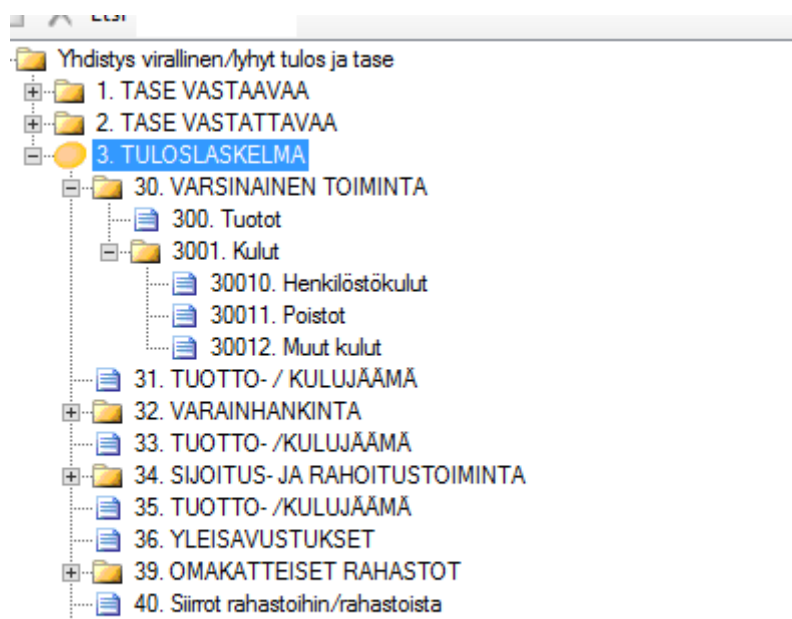 Etsi
Yhdistys virallinen/lyhyt tulos ja tase
1. TASE VASTAAVAA
2. TASE VASTATTAVAA
3. TULOSLASKELMA
30. VARSINAINEN TOIMINTA
300. Tuotot
3001. Kulut
30010. Henkilöstökulut
30011. Poistot
30012. Muut kulut
31. TUOTTO- / KULUJÄÄMÄ
32. VARAINHANKINTA
33. TUOTTO- /KULUJÄÄMÄ
34. SIJOITUS- JA RAHOITUSTOIMINTA
35. TUOTTO- /KULUJÄÄMÄ
36. YLEISAVUSTUKSET
39. OMAKATTEISET RAHASTOT
40. Siirrot rahastoihin/rahastoista